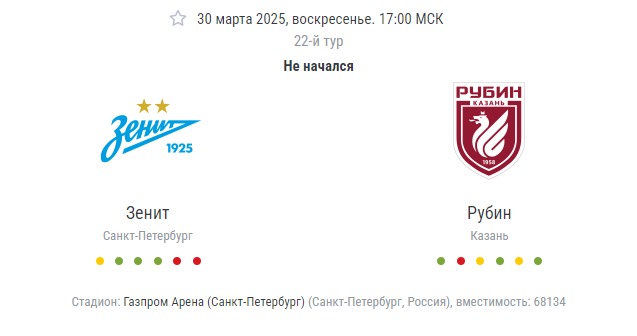 30 марта 2025, воскресенье. 17:00 МСК
22-й тур
Не начался
Зенит
1925
РУБИН
КАЗАНЬ
1958
Зенит
Рубин
Санкт-Петербург
Казань
Стадион: Газпром Арена (Санкт-Петербург) (Санкт-Петербург, Россия), вместимость: 68134